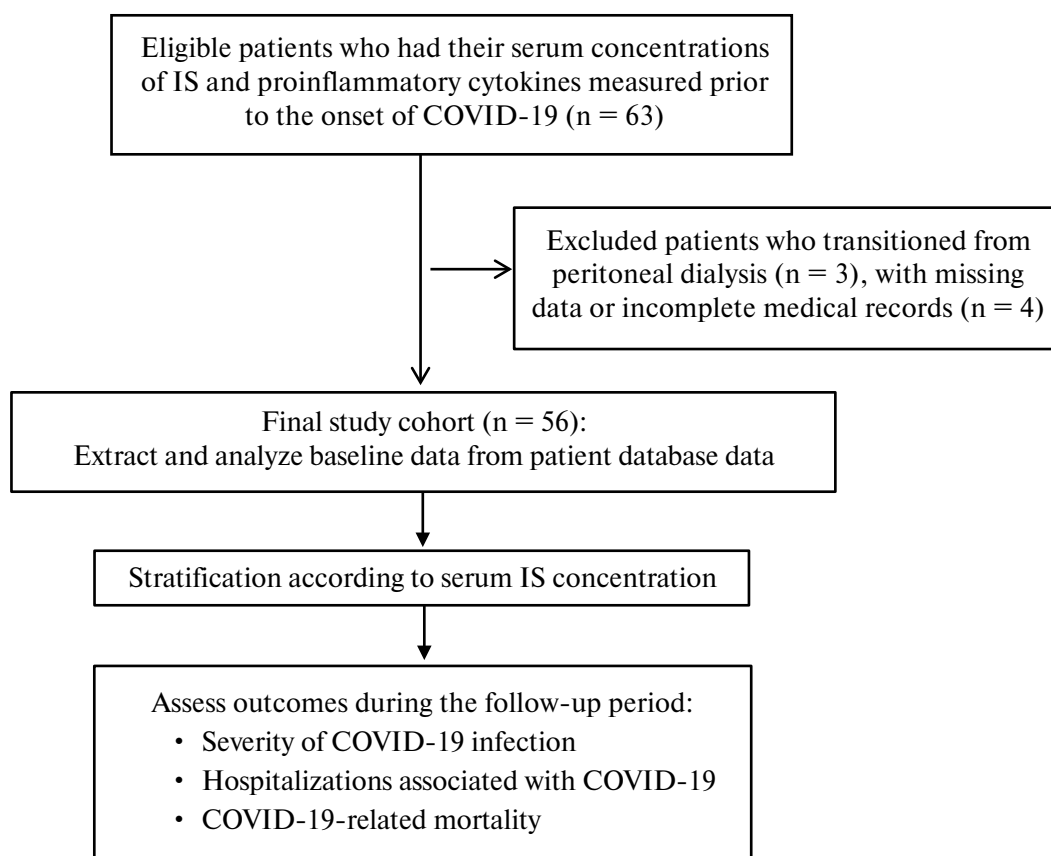 Eligible patients who had their serum concentrations
of IS and proinflammatory cytokines measured prior
to the onset of COVID-19 (n = 63)
Excluded patients who transitioned from
peritoneal dialysis (n = 3), with missing
data or incomplete medical records (n = 4)
Final study cohort (n = 56):
Extract and analyze baseline data from patient database data
Stratification according to serum IS concentration
Assess outcomes during the follow-up period:
• Severity of COVID-19 infection
• Hospitalizations associated with COVID-19
• COVID-19-related mortality